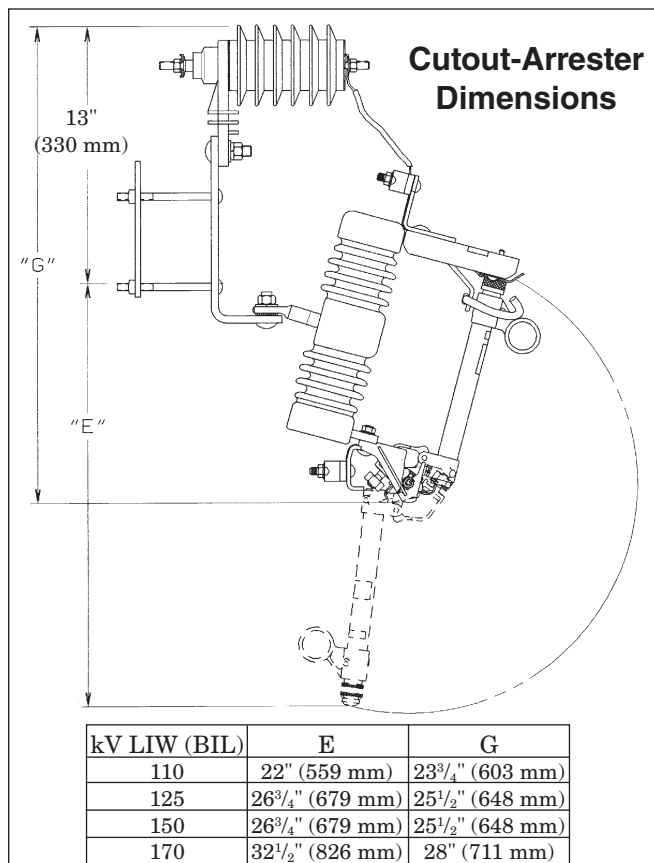 Cutout-Arrester
Dimensions
13"
(330 mm)
"G"
"E"
kV LIW (BIL) E G
110 22" (559 mm) 23³/₄" (603 mm)
125 26³/₄" (679 mm) 25¹/₂" (648 mm)
150 26³/₄" (679 mm) 25¹/₂" (648 mm)
170 32¹/₂" (826 mm) 28" (711 mm)